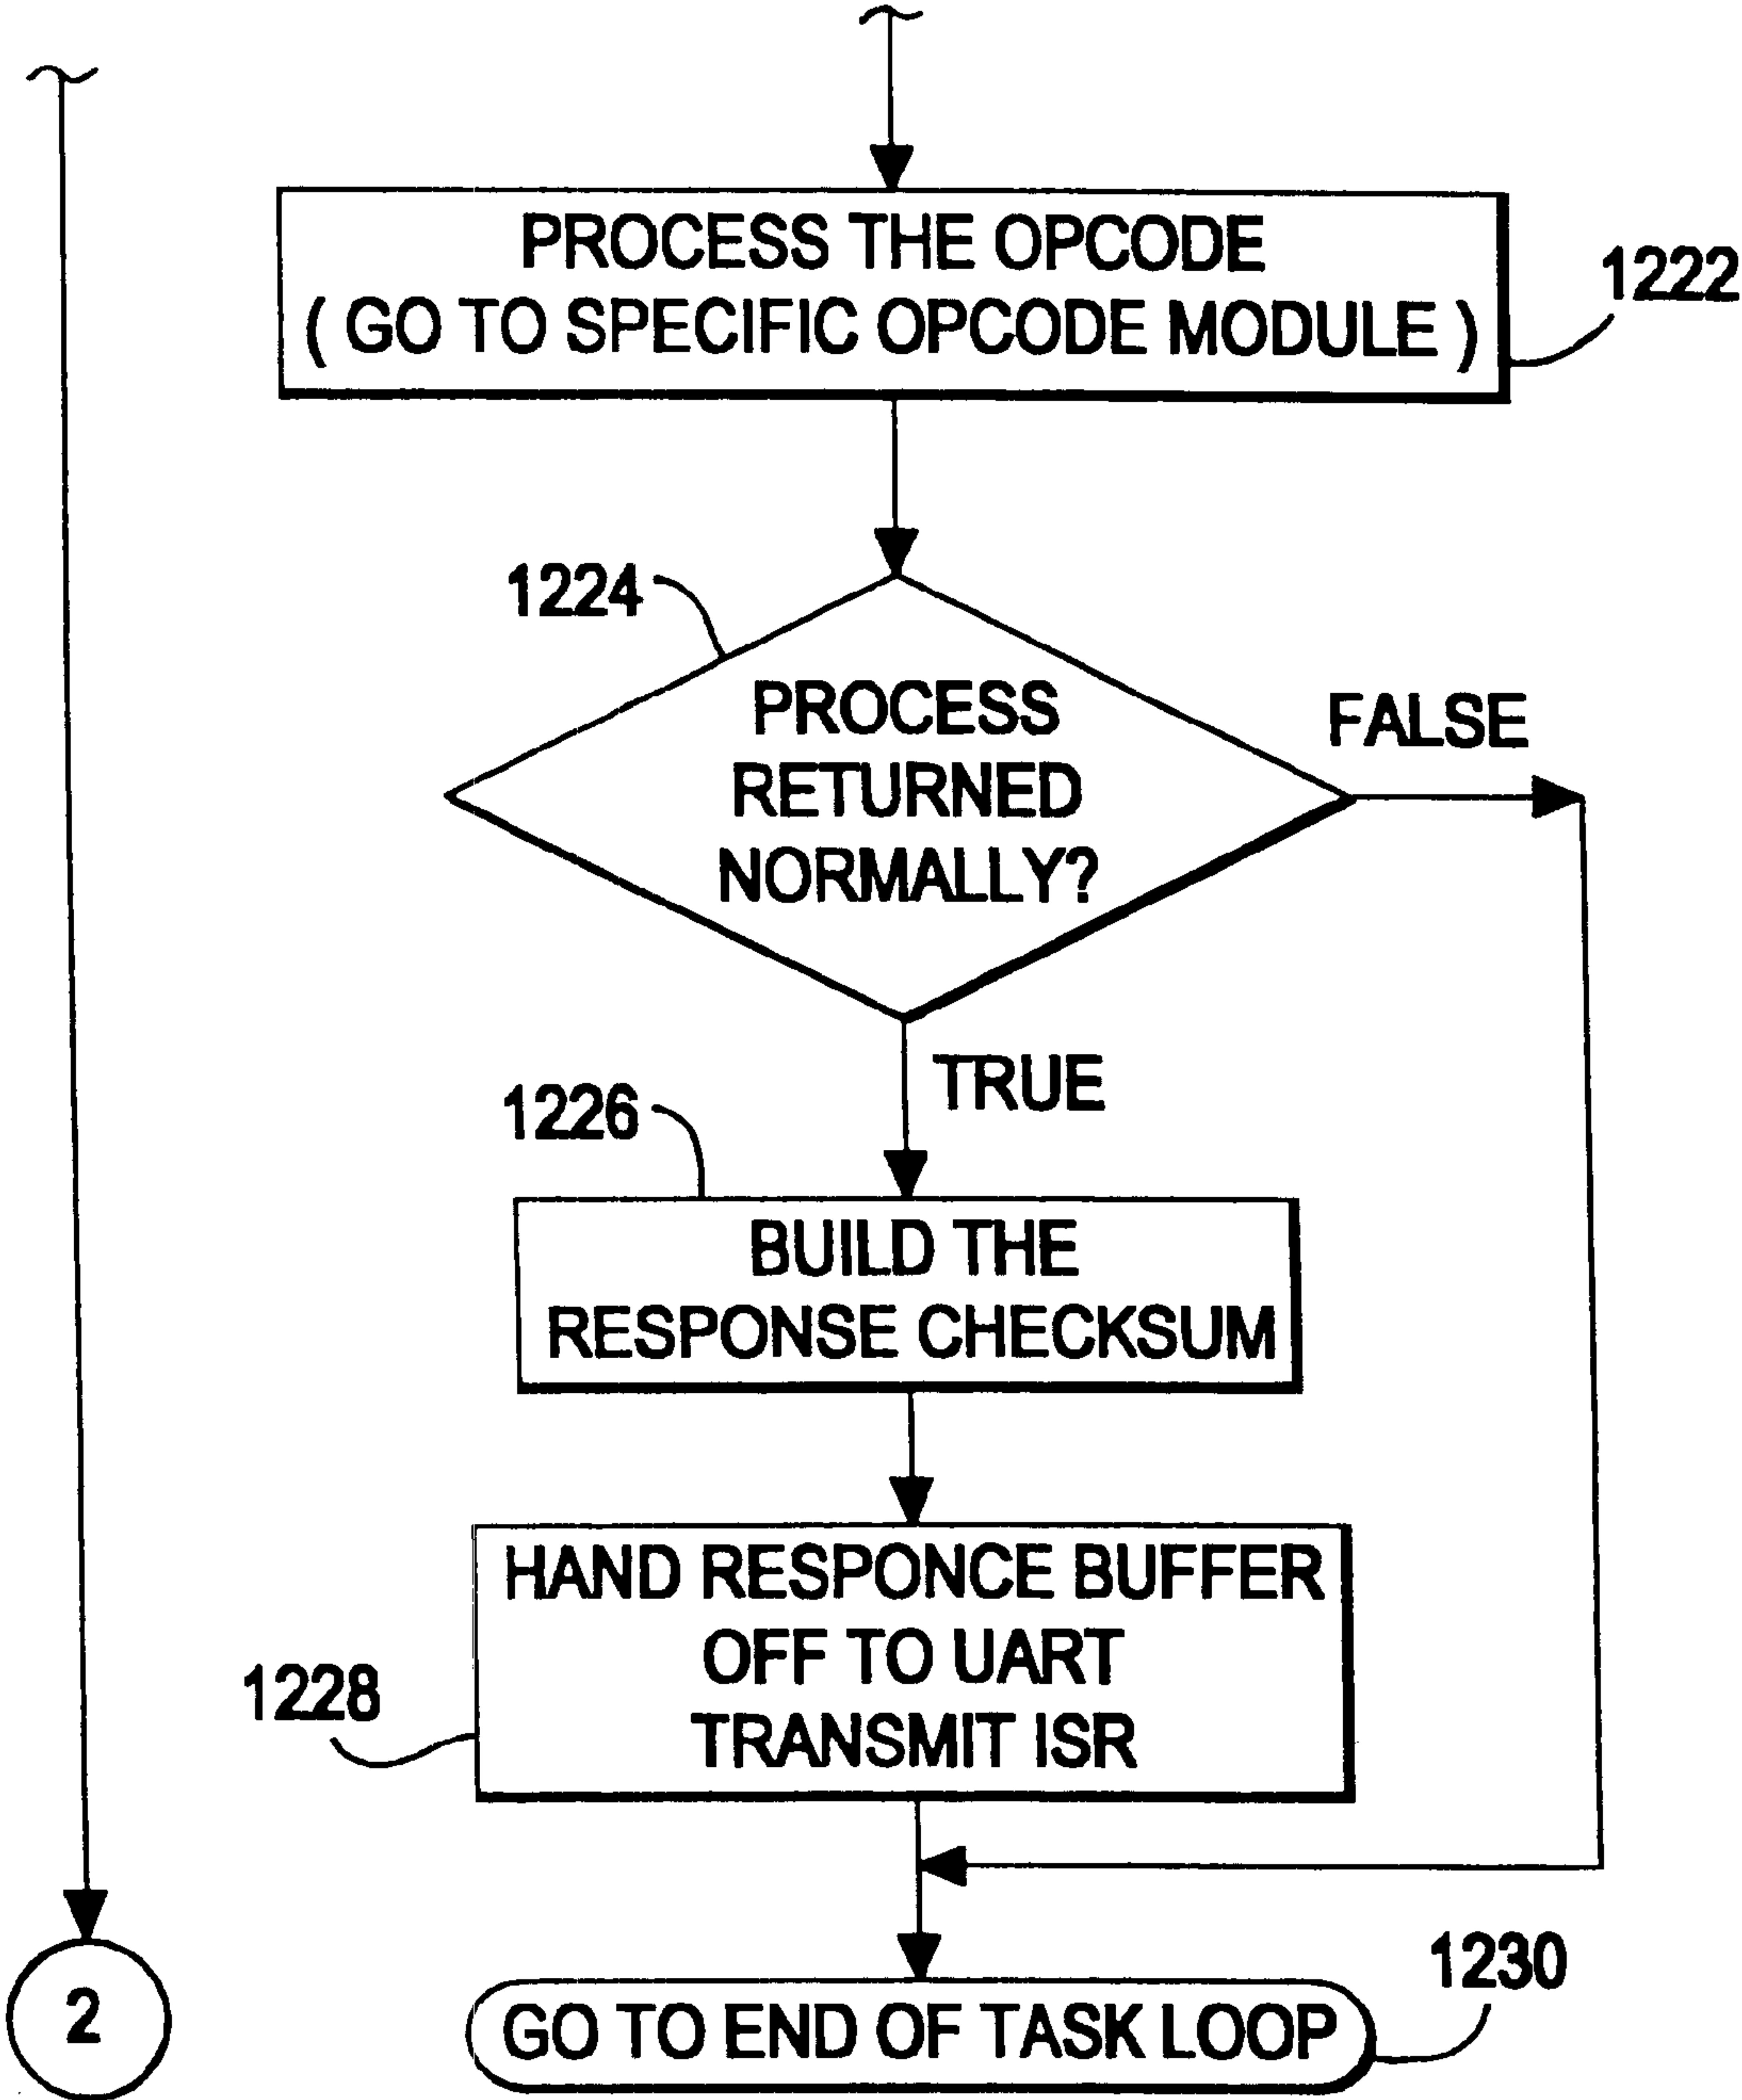 PROCESS THE OPCODE
( GO TO SPECIFIC OPCODE MODULE )
1222
1224
PROCESS
RETURNED
NORMALLY?
FALSE
TRUE
1226
BUILD THE
RESPONSE CHECKSUM
HAND RESPONCE BUFFER
OFF TO UART
TRANSMIT ISR
1228
2
GO TO END OF TASK LOOP
1230